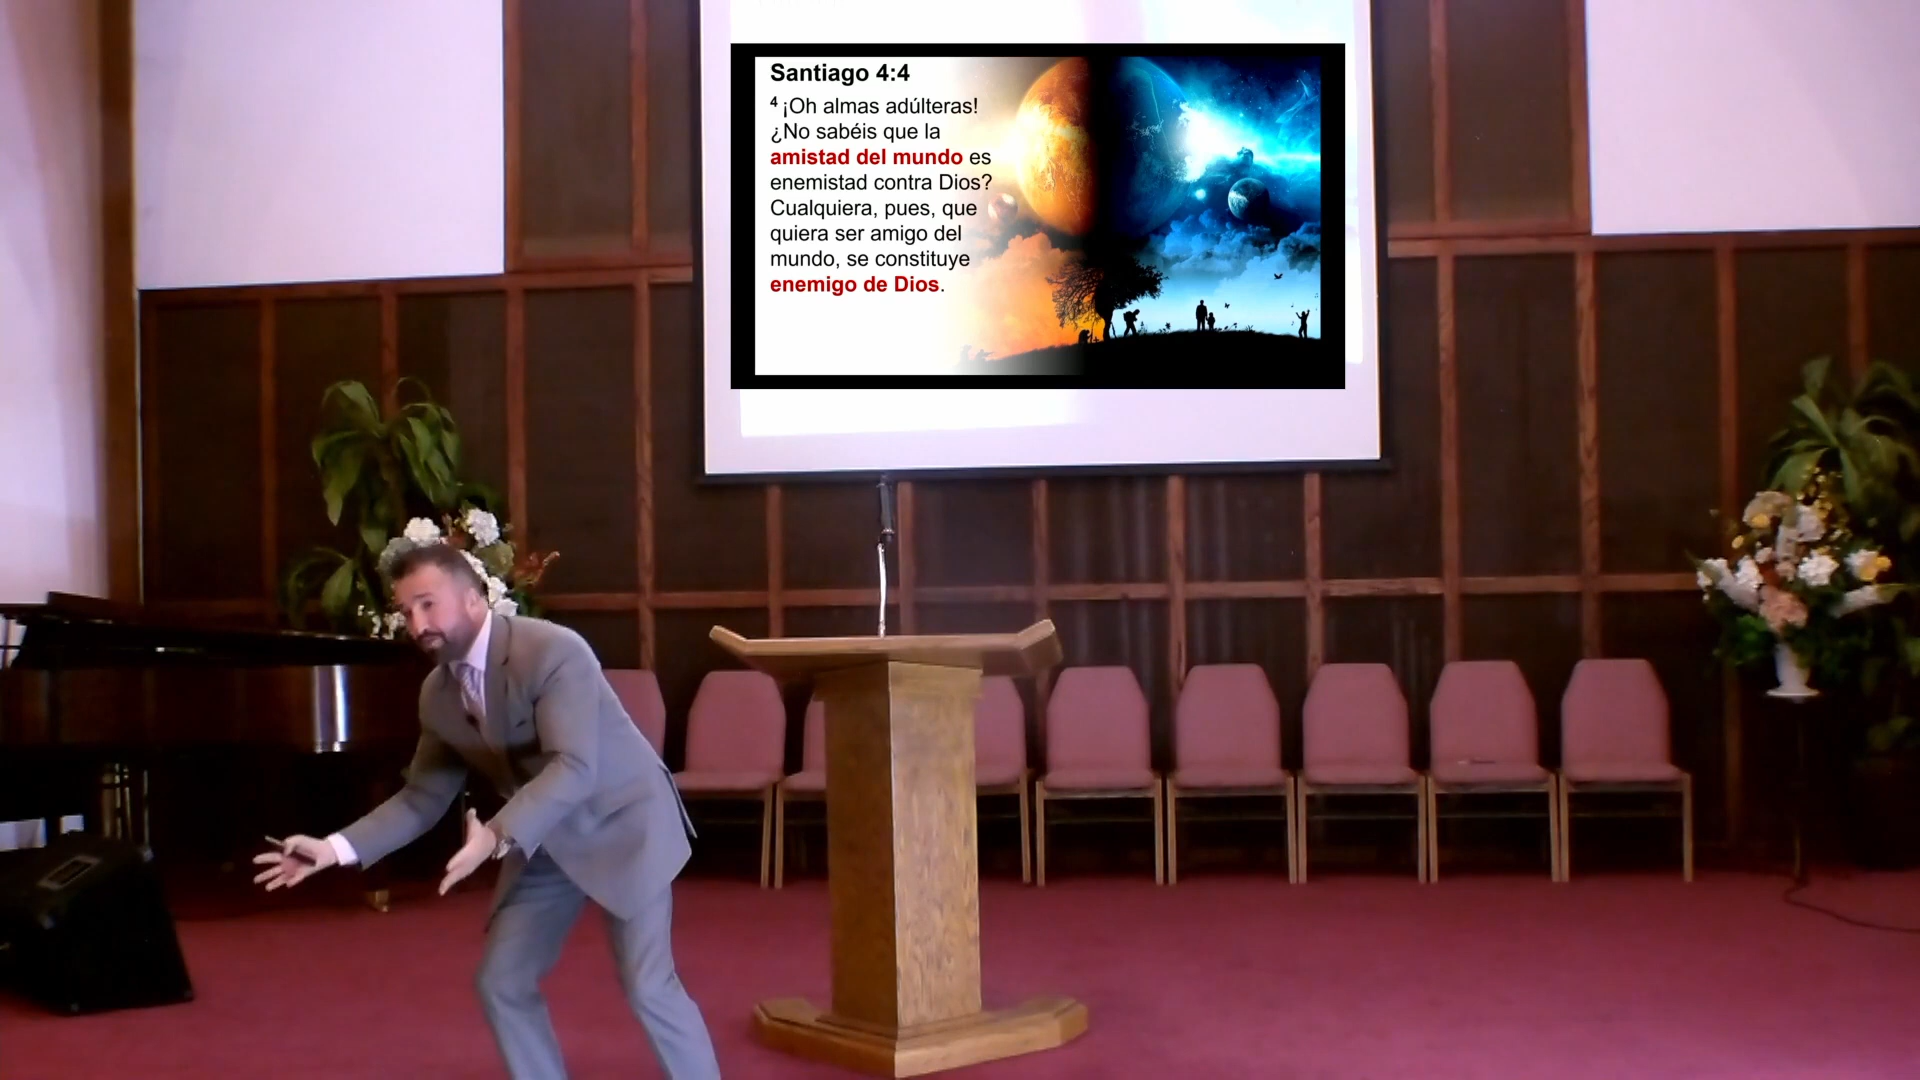 Santiago 4:4
4 ¡Oh almas adúlteras!
¿No sabéis que la
amistad del mundo es
enemistad contra Dios?
Cualquiera, pues, que
quiera ser amigo del
mundo, se constituye
enemigo de Dios.